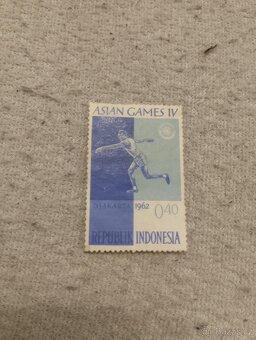 ASIAN GAMES IV
DJAKARTA 1962
0.40
REPUBLIK INDONESIA